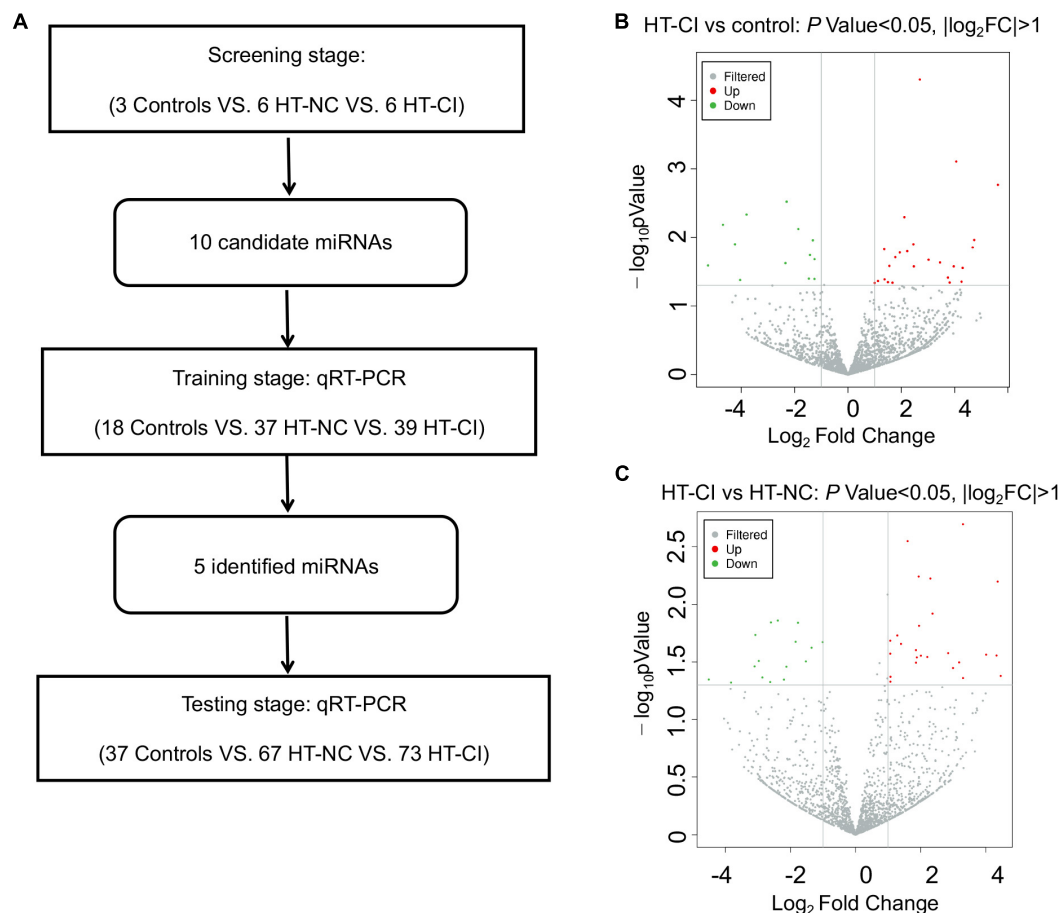 A
Screening stage:
(3 Controls VS. 6 HT-NC VS. 6 HT-CI)
10 candidate miRNAs
Training stage: qRT-PCR
(18 Controls VS. 37 HT-NC VS. 39 HT-CI)
5 identified miRNAs
Testing stage: qRT-PCR
(37 Controls VS. 67 HT-NC VS. 73 HT-CI)
B
HT-CI vs control: P Value<0.05, |log₂FC|>1
Filtered
Up
Down
− log₁₀pValue
4
3
2
1
0
-4 -2 0 2 4
Log₂ Fold Change
C
HT-CI vs HT-NC: P Value<0.05, |log₂FC|>1
Filtered
Up
Down
− log₁₀pValue
2.5
2.0
1.5
1.0
0.5
0
-4 -2 0 2 4
Log₂ Fold Change